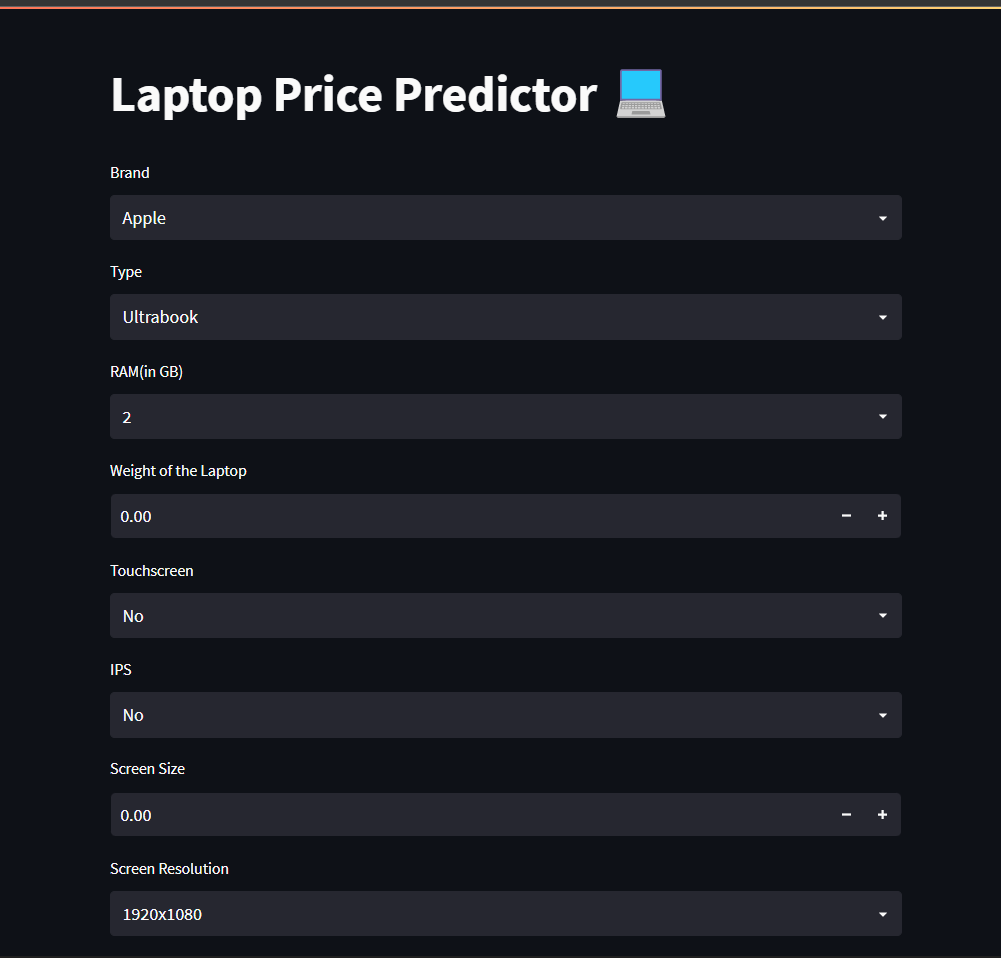 Laptop Price Predictor 💻
Brand
Apple
Type
Ultrabook
RAM(in GB)
2
Weight of the Laptop
0.00
Touchscreen
No
IPS
No
Screen Size
0.00
Screen Resolution
1920x1080